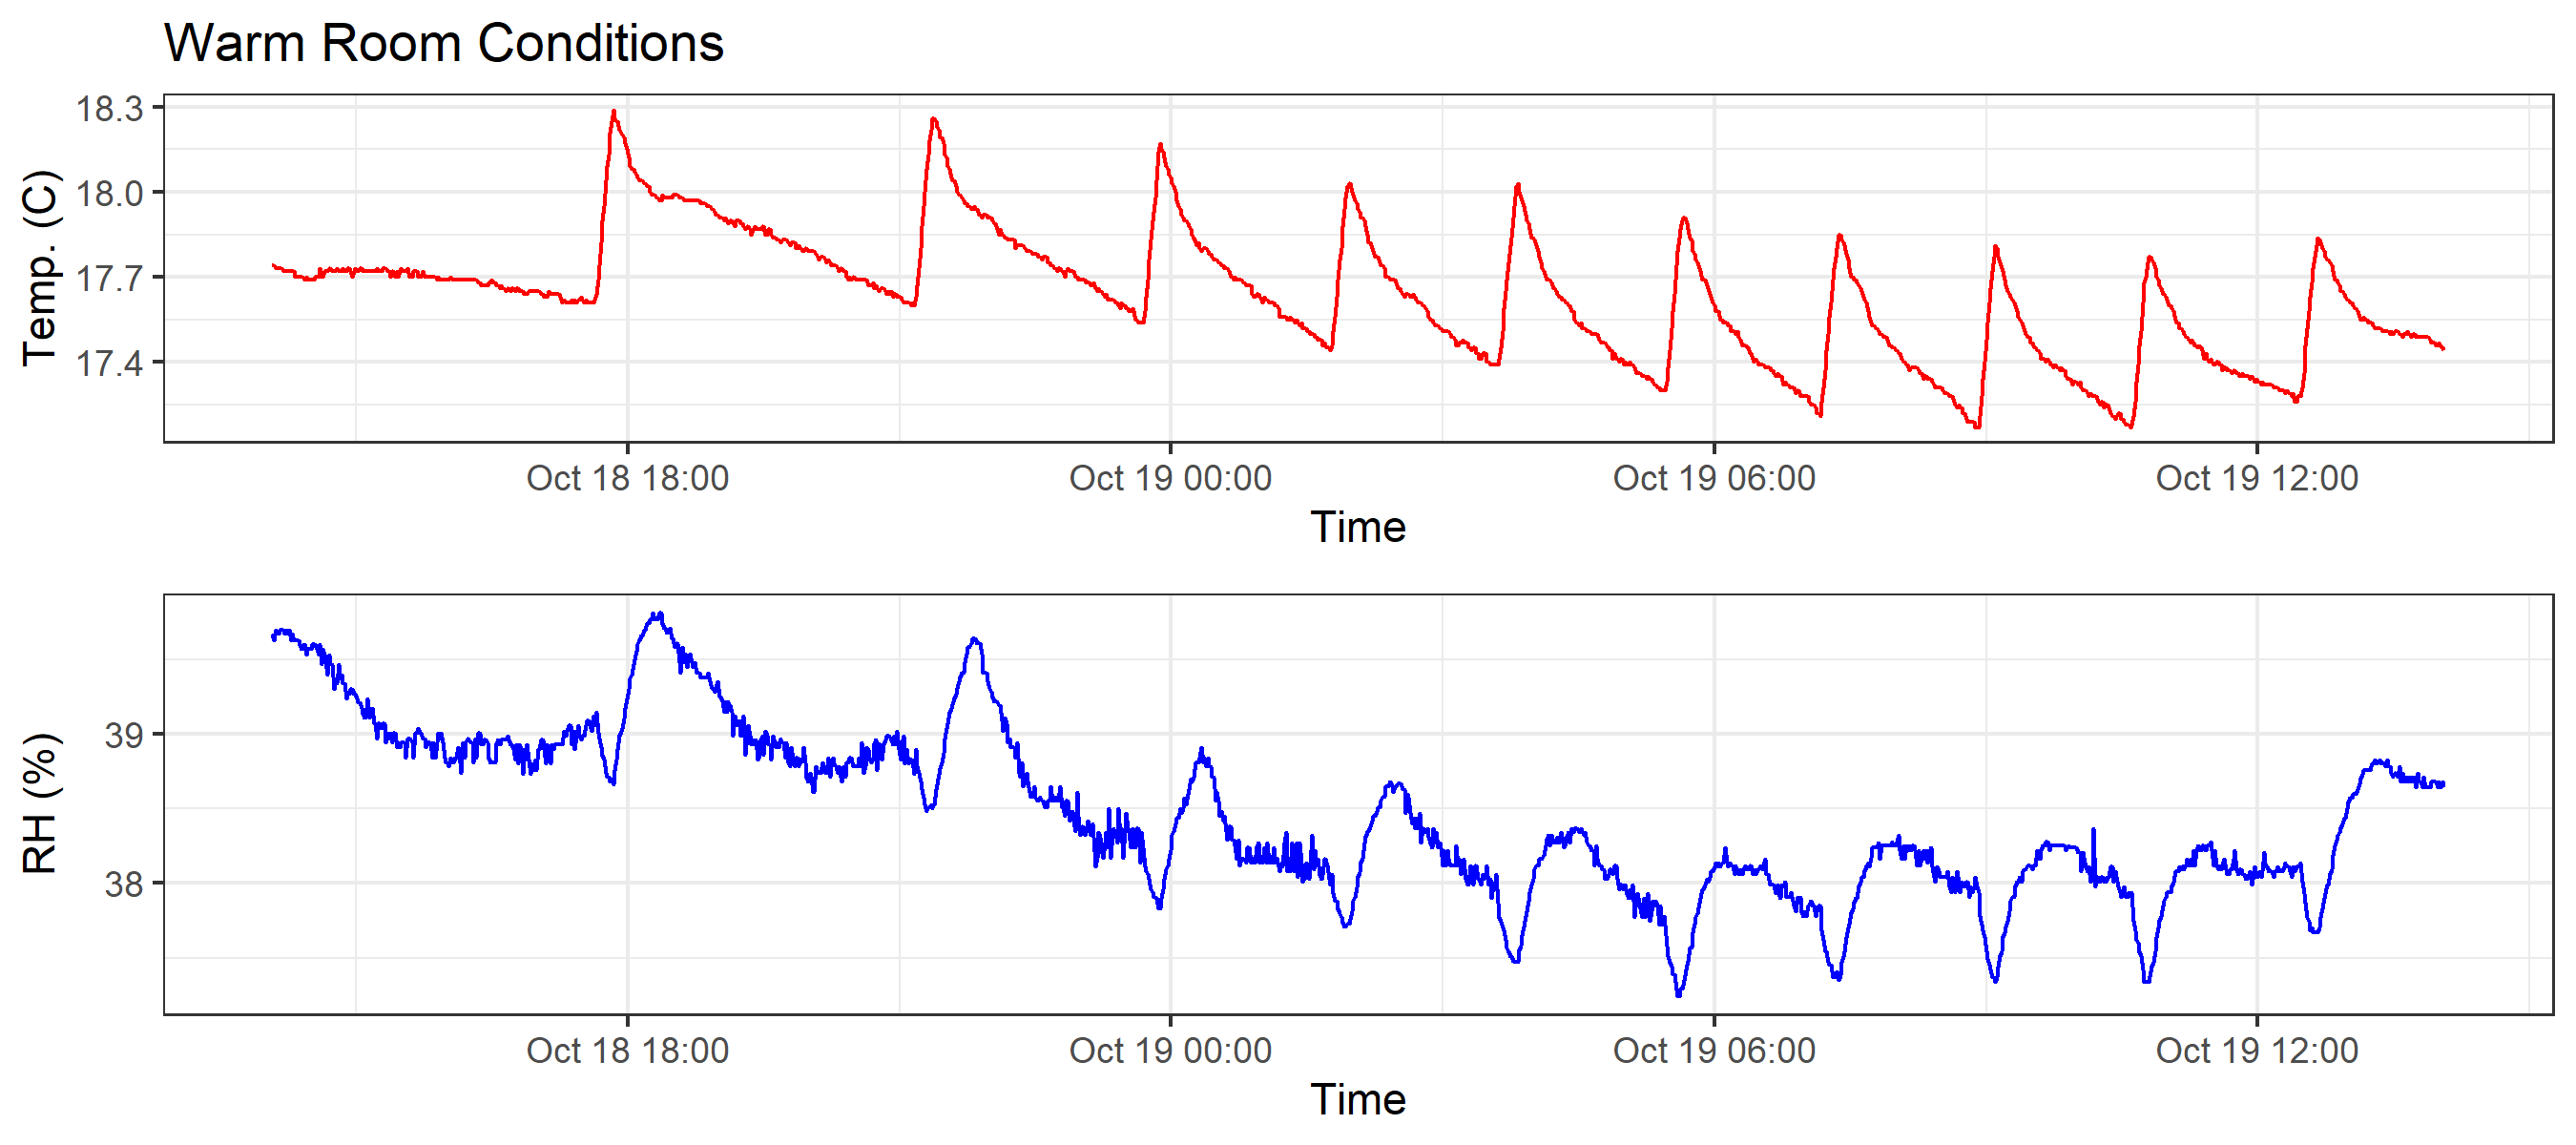 Warm Room Conditions
Temp. (C)
18.3
18.0
17.7
17.4
Oct 18 18:00 Oct 19 00:00 Oct 19 06:00 Oct 19 12:00
Time
RH (%)
39
38
Oct 18 18:00 Oct 19 00:00 Oct 19 06:00 Oct 19 12:00
Time